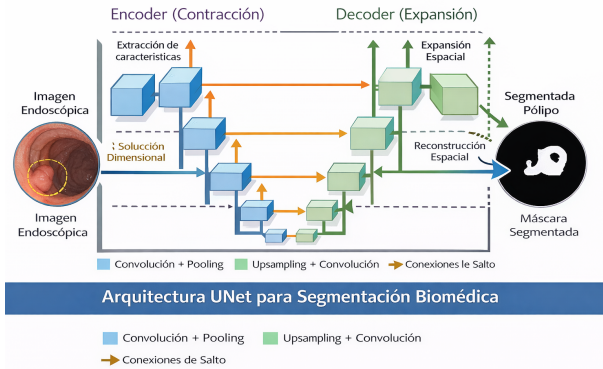 Encoder (Contracción)
Decoder (Expansión)
Extracción de
caracteristicas
Expansión
Espacial
Imagen
Endoscópica
Segmentada
Pólipo
Solucción
Dimensional
Reconstrucción
Espacial
Imagen
Endoscópica
Máscara
Segmentada
Convolución + Pooling
Upsampling + Convolución
Conexiones le Salto
Arquitectura UNet para Segmentación Biomédica
Convolución + Pooling
Upsampling + Convolución
Conexiones de Salto